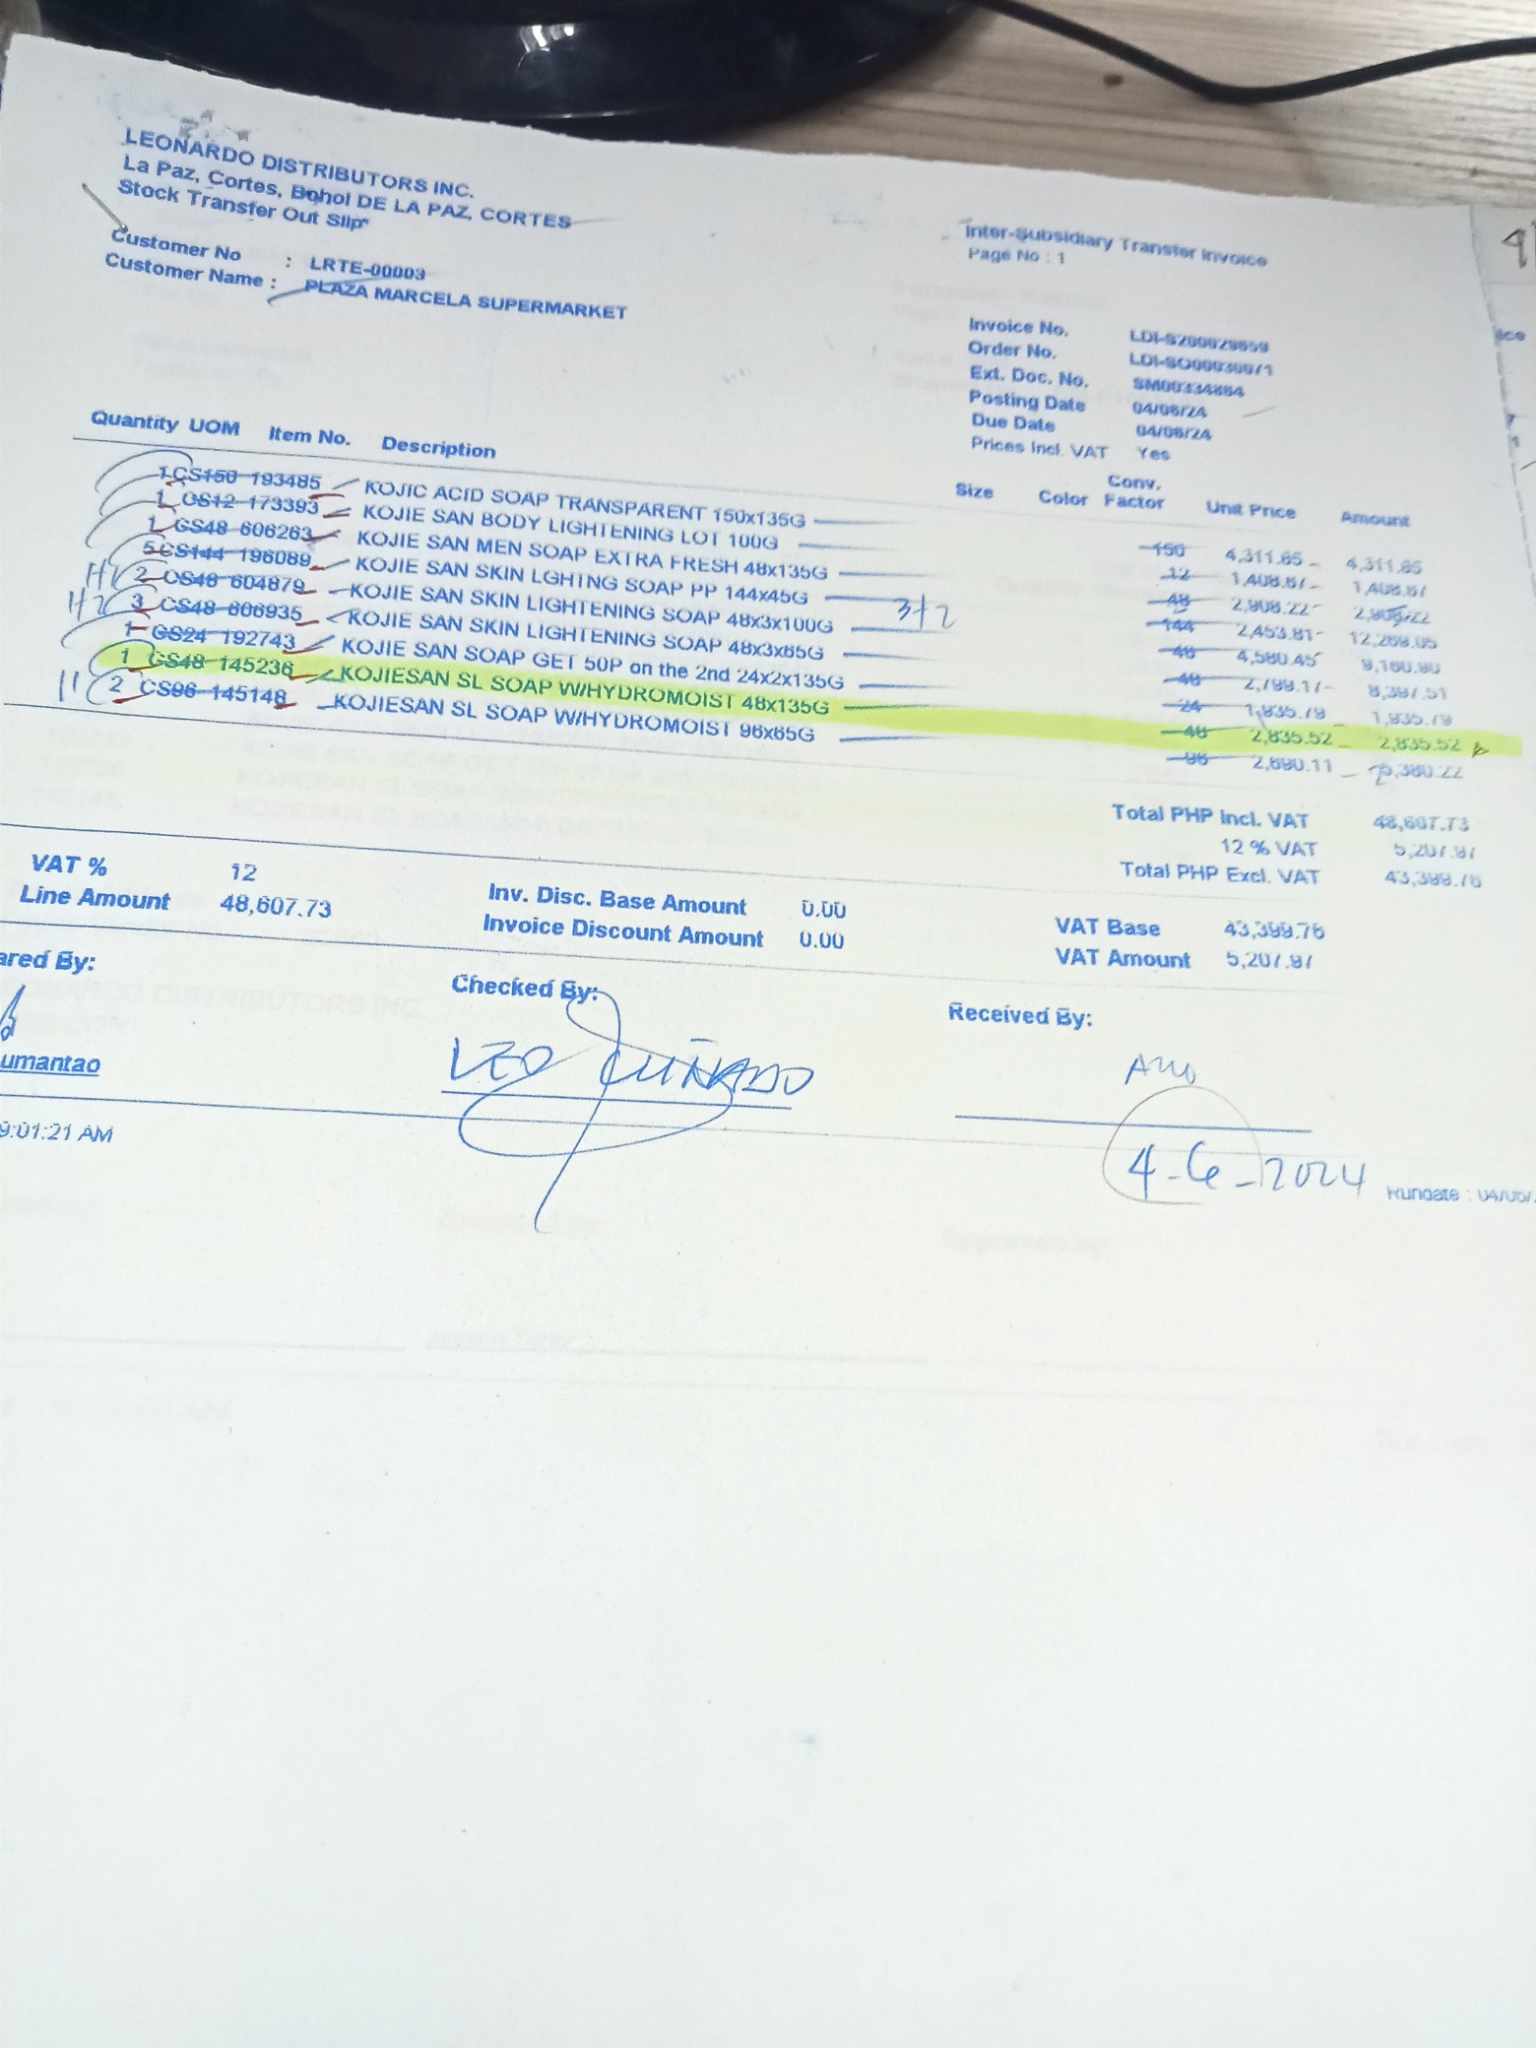 LEONARDO DISTRIBUTORS INC.
La Paz, Cortes, Bohol DE LA PAZ, CORTES
Stock Transfer Out Slip
Customer No : LRTE-00003
Customer Name : PLAZA MARCELA SUPERMARKET
Inter-Subsidiary Transfer Invoice
Page No : 1
Invoice No.
Order No.
Ext. Doc. No. SM00334884
Posting Date 04/06/24
Due Date 04/06/24
Prices Incl. VAT Yes
Quantity UOM Item No. Description Size Color Conv. Factor Unit Price Amount
1 CS150 193485 KOJIC ACID SOAP TRANSPARENT 150x135G 150 4,311.65 4,311.65
1 CS12 173393 KOJIE SAN BODY LIGHTENING LOT 100G 12 1,408.67 1,408.67
1 CS48 606263 KOJIE SAN MEN SOAP EXTRA FRESH 48x135G 48 2,908.22 2,908.22
5 CS144 196089 KOJIE SAN SKIN LGHTNG SOAP PP 144x45G 3+2 144 2,453.81 12,269.05
2 CS48 604879 KOJIE SAN SKIN LIGHTENING SOAP 48x3x100G 48 4,580.45 9,160.90
3 CS48 606935 KOJIE SAN SKIN LIGHTENING SOAP 48x3x65G 48 2,799.17 8,397.51
1 CS24 192743 KOJIE SAN SOAP GET 50P on the 2nd 24x2x135G 24 1,935.79 1,935.79
1 CS48 145236 KOJIESAN SL SOAP W/HYDROMOIST 48x135G 48 2,835.52 2,835.52
11 2 CS96 145148 KOJIESAN SL SOAP W/HYDROMOIST 96x65G 96 2,690.11 5,380.22
Total PHP Incl. VAT 48,607.73
12 % VAT 5,207.97
Total PHP Excl. VAT 43,399.76
VAT % 12
Line Amount 48,607.73
Inv. Disc. Base Amount 0.00
Invoice Discount Amount 0.00
VAT Base 43,399.76
VAT Amount 5,207.97
ared By:
Checked By:
Received By:
umantao
9:01:21 AM
4-6-2024
Rundate : 04/06/